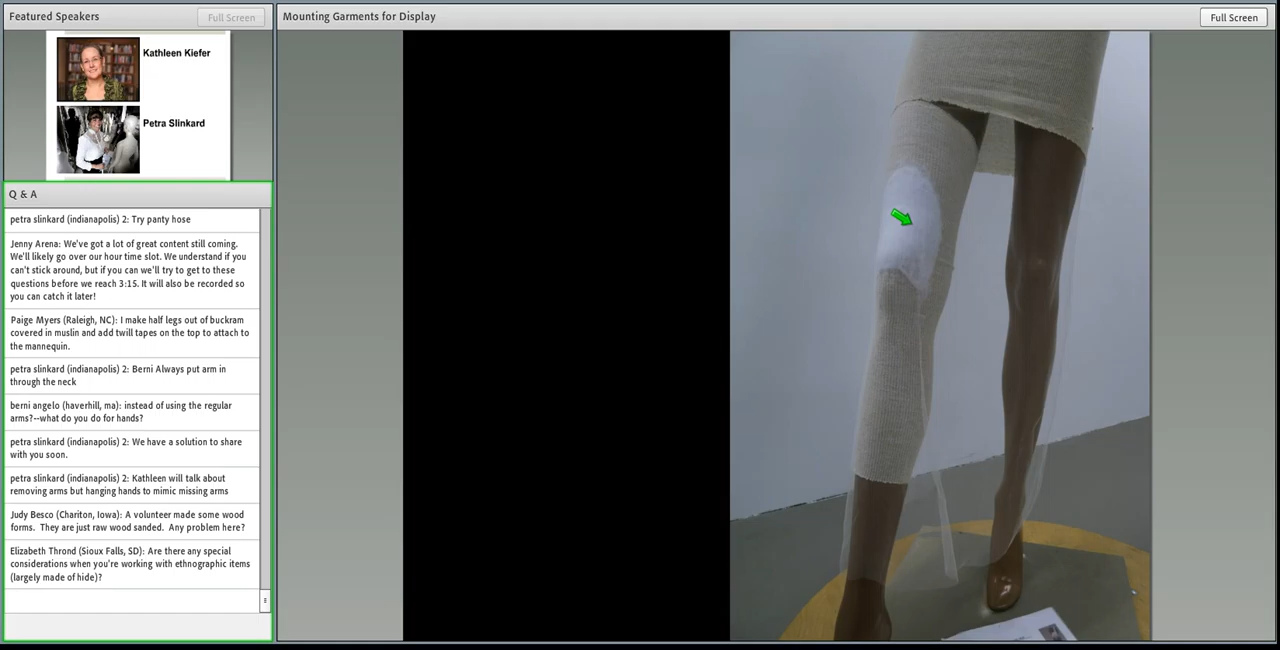 Featured Speakers
Full Screen
Kathleen Kiefer
Petra Slinkard
Q & A
petra slinkard (indianapolis) 2: Try panty hose
Jenny Arena: We've got a lot of great content still coming.
We'll likely go over our hour time slot. We understand if you
can't stick around, but if you can we'll try to get to these
questions before we reach 3:15. It will also be recorded so
you can catch it later!
Paige Myers (Raleigh, NC): I make half legs out of buckram
covered in muslin and add twill tapes on the top to attach to
the mannequin.
petra slinkard (indianapolis) 2: Berni Always put arm in
through the neck
berni angelo (haverhill, ma): instead of using the regular
arms?--what do you do for hands?
petra slinkard (indianapolis) 2: We have a solution to share
with you soon.
petra slinkard (indianapolis) 2: Kathleen will talk about
removing arms but hanging hands to mimic missing arms
Judy Besco (Chariton, Iowa): A volunteer made some wood
forms. They are just raw wood sanded. Any problem here?
Elizabeth Thrond (Sioux Falls, SD): Are there any special
considerations when you're working with ethnographic items
(largely made of hide)?
Mounting Garments for Display
Full Screen